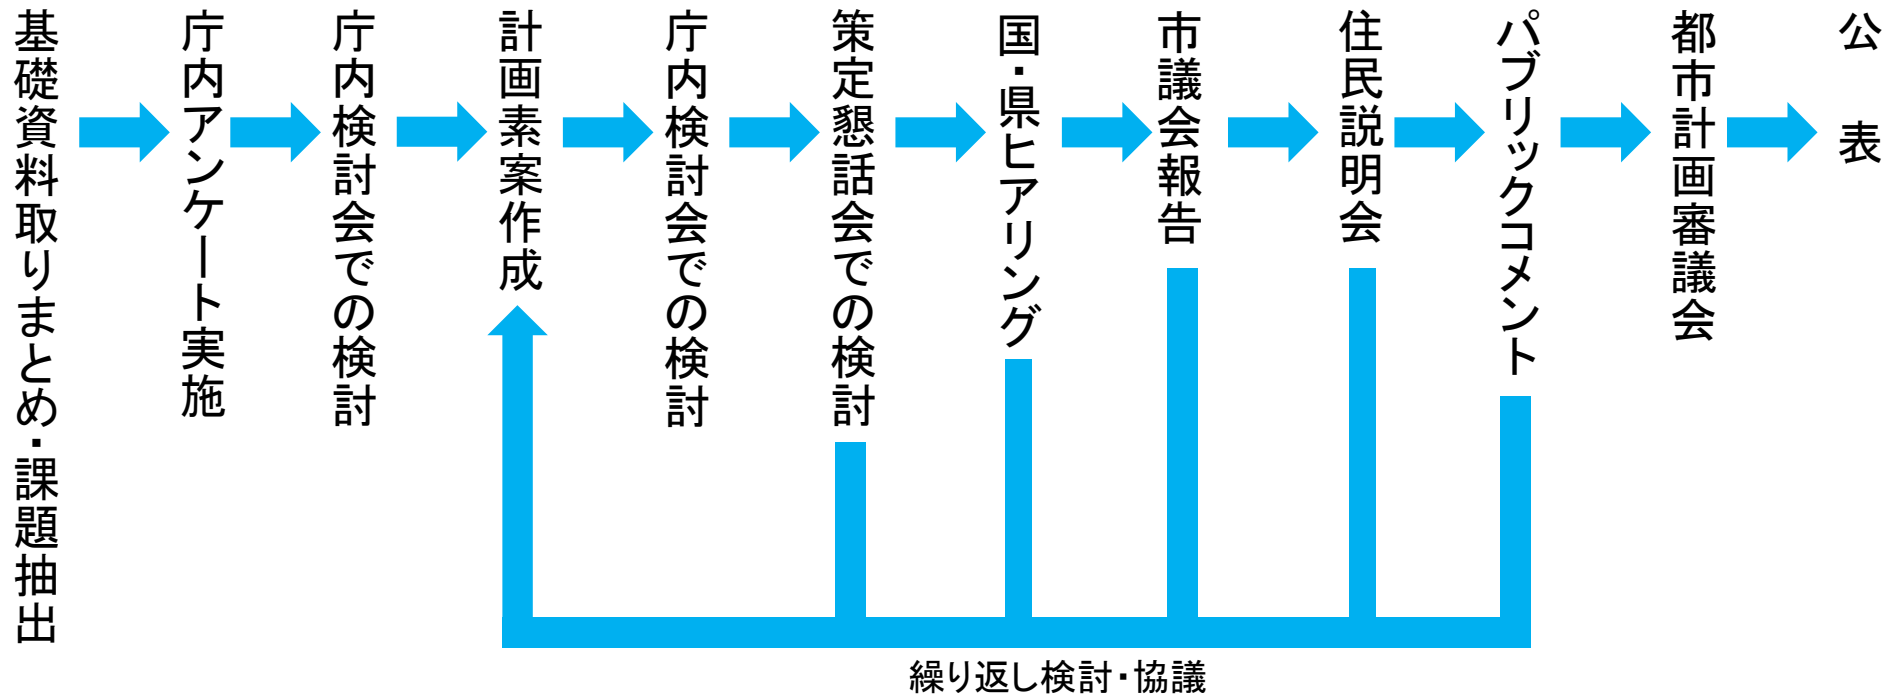 基礎資料取りまとめ・課題抽出
庁内アンケート実施
庁内検討会での検討
計画素案作成
庁内検討会での検討
策定懇話会での検討
国・県ヒアリング
市議会報告
住民説明会
パブリックコメント
都市計画審議会
公表
繰り返し検討・協議